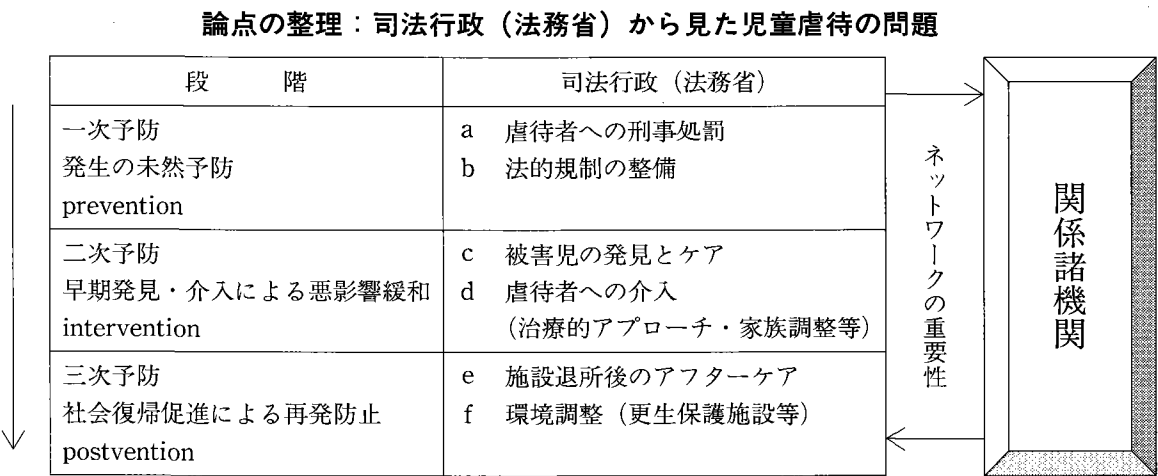 論点の整理：司法行政（法務省）から見た児童虐待の問題
段　　階
司法行政（法務省）
一次予防
発生の未然予防
prevention
a　虐待者への刑事処罰
b　法的規制の整備
二次予防
早期発見・介入による悪影響緩和
intervention
c　被害児の発見とケア
d　虐待者への介入
（治療的アプローチ・家族調整等）
三次予防
社会復帰促進による再発防止
postvention
e　施設退所後のアフターケア
f　環境調整（更生保護施設等）
ネットワークの重要性
関係諸機関